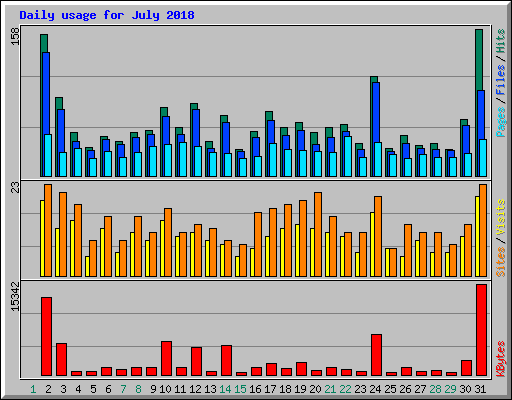 Daily usage for July 2018
158
Pages / Files / Hits
23
Sites / Visits
15342
KBytes
1 2 3 4 5 6 7 8 9 10 11 12 13 14 15 16 17 18 19 20 21 22 23 24 25 26 27 28 29 30 31